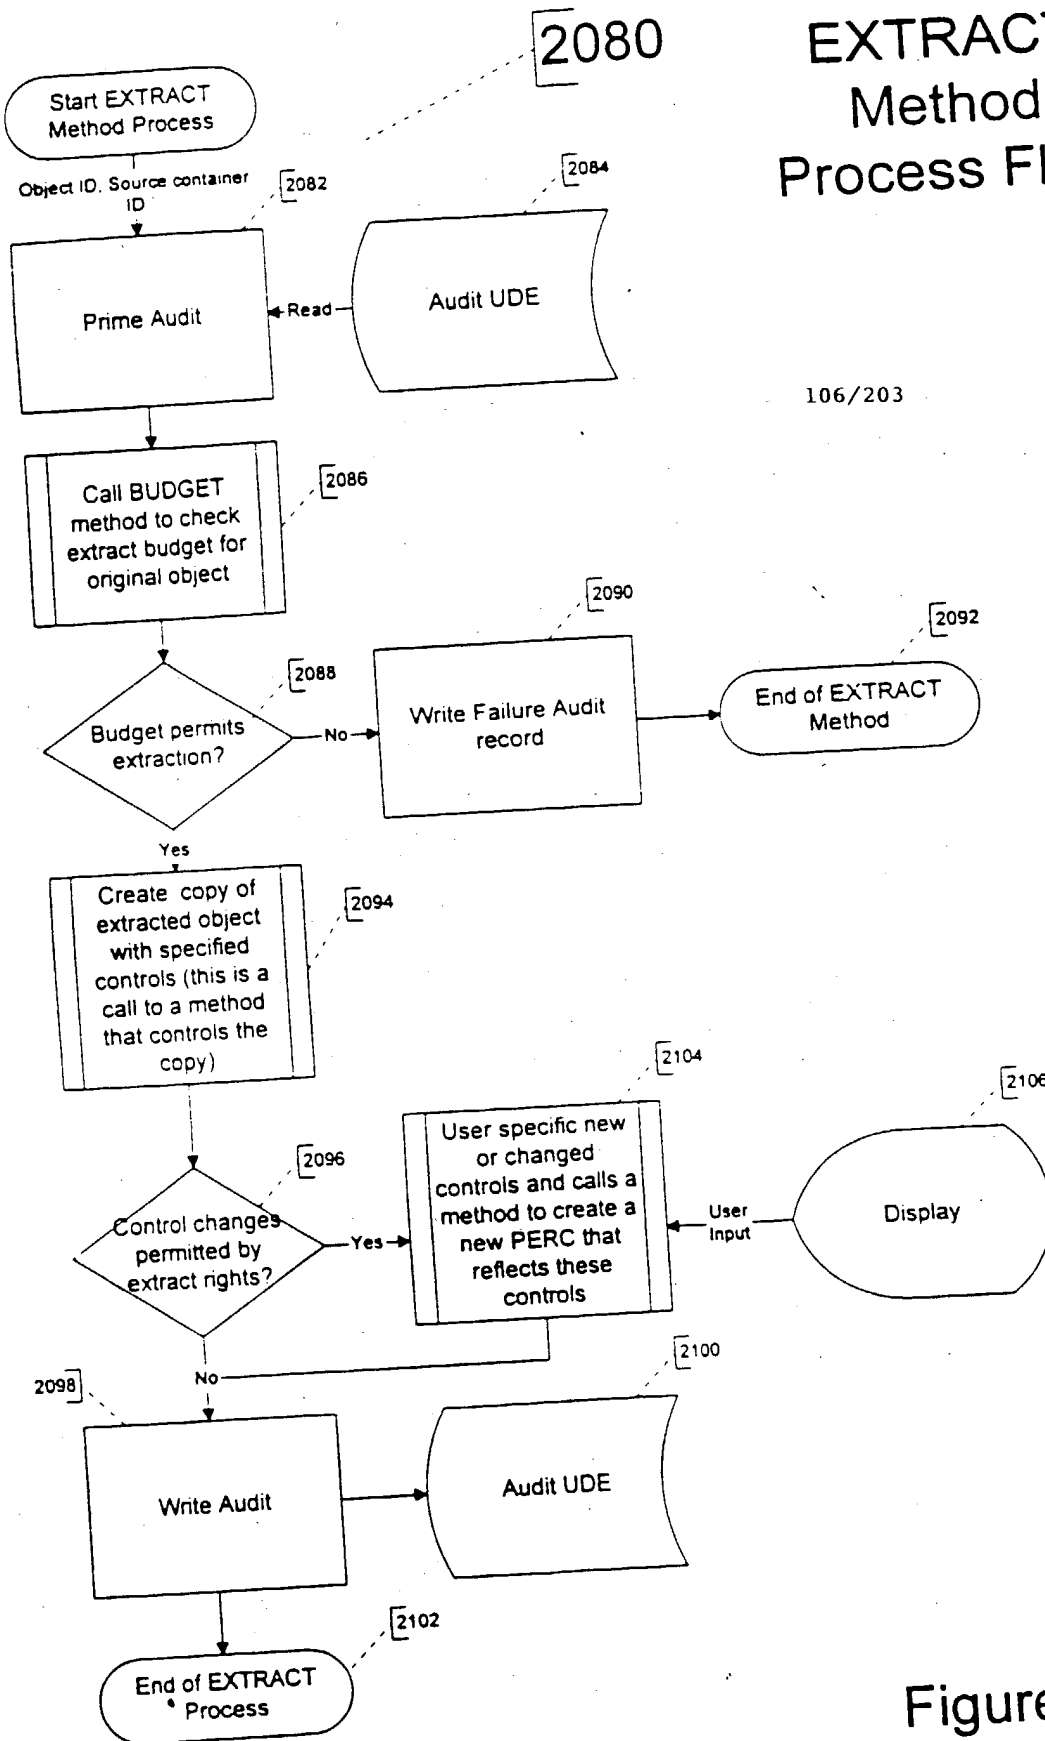 2080
EXTRACT
Method
Process Fl
Start EXTRACT
Method Process
Object ID, Source container
ID
2082
2084
Prime Audit
Read
Audit UDE
106/203
Call BUDGET
method to check
extract budget for
original object
2086
2088
Budget permits
extraction?
No
2090
Write Failure Audit
record
2092
End of EXTRACT
Method
Yes
Create copy of
extracted object
with specified
controls (this is a
call to a method
that controls the
copy)
2094
2096
Control changes
permitted by
extract rights?
Yes
2104
User specific new
or changed
controls and calls a
method to create a
new PERC that
reflects these
controls
User
Input
2106
Display
No
2098
Write Audit
2100
Audit UDE
2102
End of EXTRACT
Process
Figure